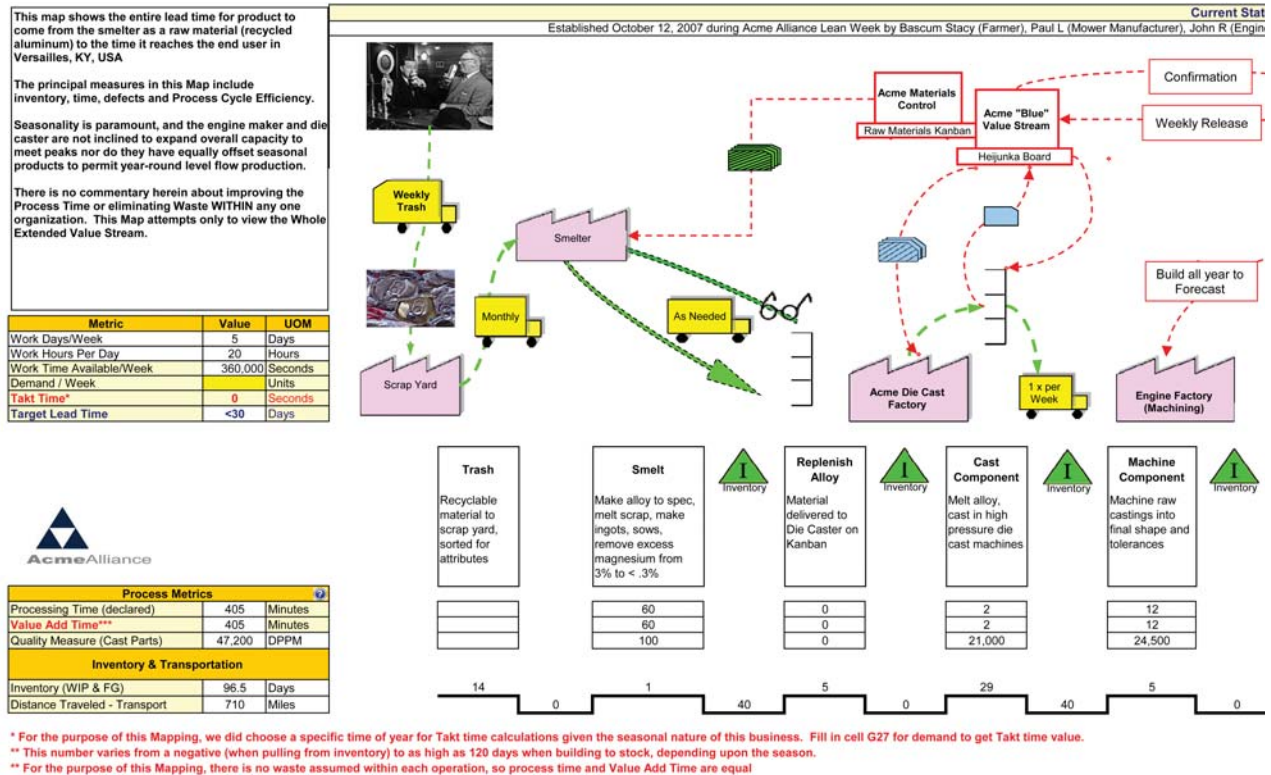 This map shows the entire lead time for product to
come from the smelter as a raw material (recycled
aluminum) to the time it reaches the end user in
Versailles, KY, USA
The principal measures in this Map include
inventory, time, defects and Process Cycle Efficiency.
Seasonality is paramount, and the engine maker and die
caster are not inclined to expand overall capacity to
meet peaks nor do they have equally offset seasonal
products to permit year-round level flow production.
There is no commentary herein about improving the
Process Time or eliminating Waste WITHIN any one
organization. This Map attempts only to view the Whole
Extended Value Stream.
Current Stat
Established October 12, 2007 during Acme Alliance Lean Week by Bascum Stacy (Farmer), Paul L (Mower Manufacturer), John R (Engin
Acme Materials
Control
Raw Materials Kanban
Acme "Blue"
Value Stream
Heijunka Board
Confirmation
Weekly Release
Weekly
Trash
Smelter
Build all year to
Forecast
Monthly
As Needed
Scrap Yard
Acme Die Cast
Factory
1 x per
Week
Engine Factory
(Machining)
Metric Value UOM
Work Days/Week 5 Days
Work Hours Per Day 20 Hours
Work Time Available/Week 360,000 Seconds
Demand / Week Units
Takt Time* 0 Seconds
Target Lead Time <30 Days
Trash
Recyclable
material to
scrap yard,
sorted for
attributes
Smelt
Make alloy to spec,
melt scrap, make
ingots, sows,
remove excess
magnesium from
3% to < .3%
I
Inventory
Replenish
Alloy
Material
delivered to
Die Caster on
Kanban
I
Inventory
Cast
Component
Melt alloy,
cast in high
pressure die
cast machines
I
Inventory
Machine
Component
Machine raw
castings into
final shape and
tolerances
I
Inventory
AcmeAlliance
Process Metrics ?
Processing Time (declared) 405 Minutes
Value Add Time*** 405 Minutes
Quality Measure (Cast Parts) 47,200 DPPM
Inventory & Transportation
Inventory (WIP & FG) 96.5 Days
Distance Traveled - Transport 710 Miles
60 0 2 12
60 0 2 12
100 0 21,000 24,500
14 0 1 40 5 0 29 40 5 0
* For the purpose of this Mapping, we did choose a specific time of year for Takt time calculations given the seasonal nature of this business. Fill in cell G27 for demand to get Takt time value.
** This number varies from a negative (when pulling from inventory) to as high as 120 days when building to stock, depending upon the season.
** For the purpose of this Mapping, there is no waste assumed within each operation, so process time and Value Add Time are equal